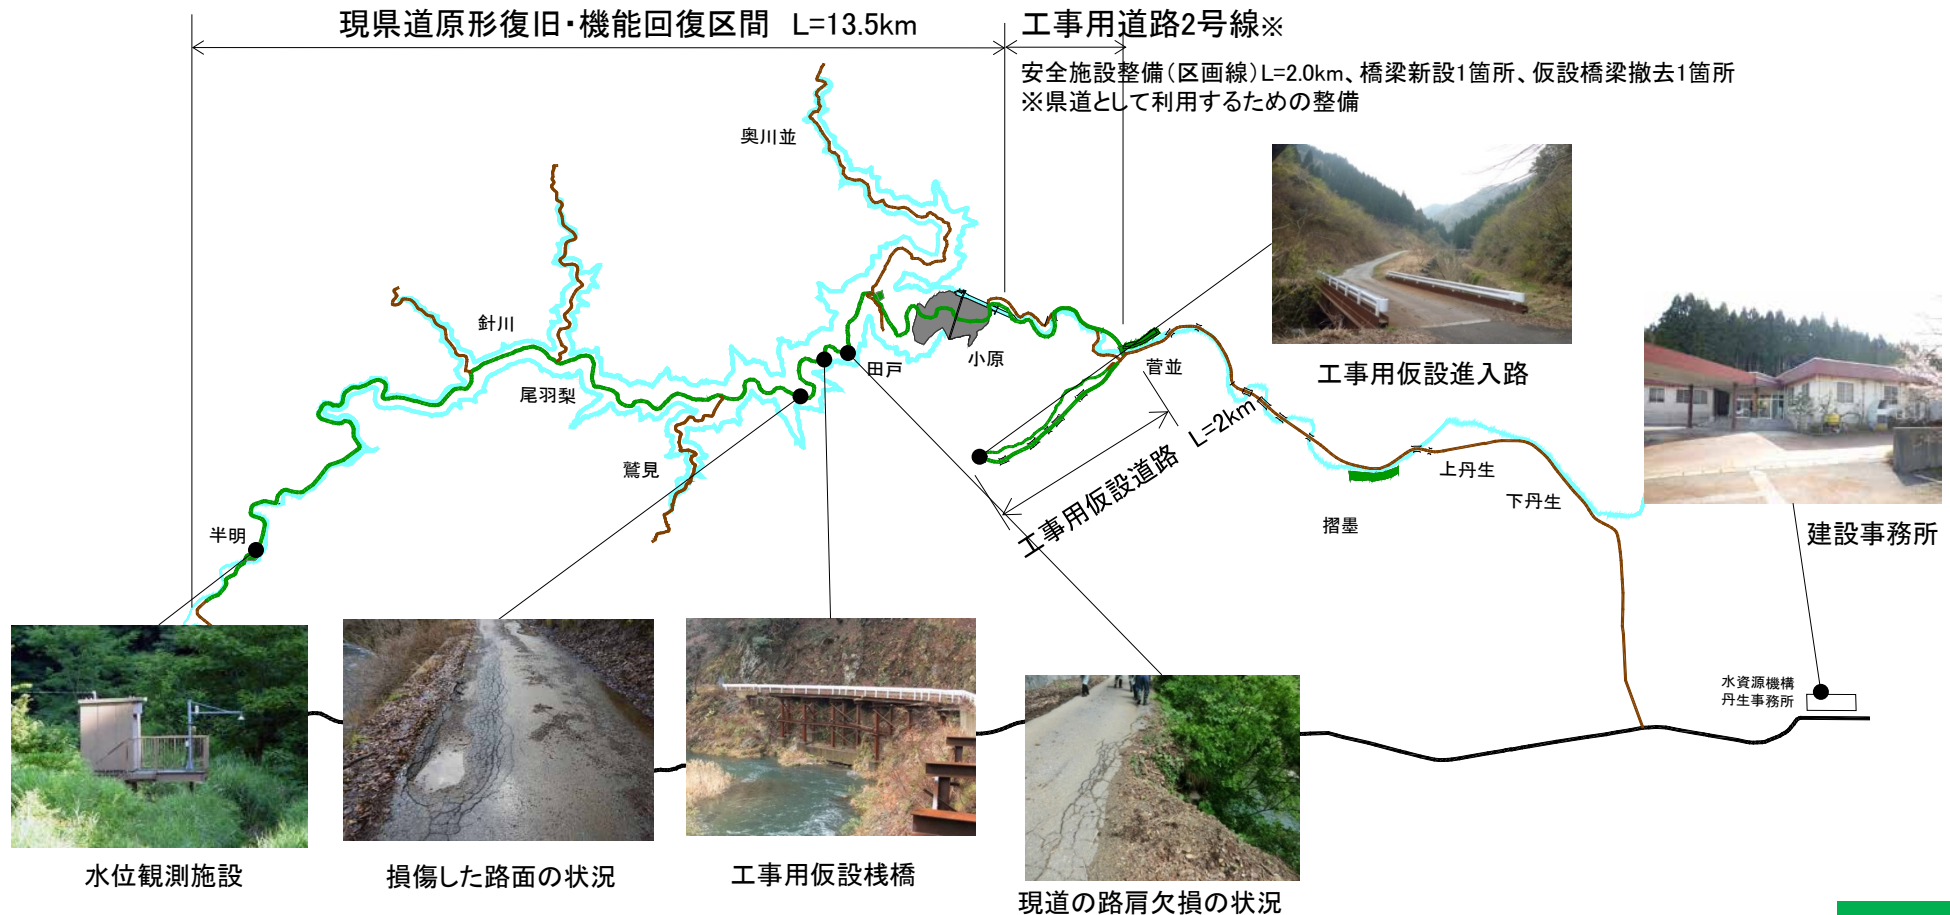 現県道原形復旧・機能回復区間 L=13.5km
工事用道路2号線※
安全施設整備(区画線)L=2.0km、橋梁新設1箇所、仮設橋梁撤去1箇所
※県道として利用するための整備
奥川並
針川
尾羽梨
鷲見
半明
田戸
小原
菅並
工事用仮設道路 L=2km
摺墨
上丹生
下丹生
工事用仮設進入路
建設事務所
水資源機構
丹生事務所
水位観測施設
損傷した路面の状況
工事用仮設桟橋
現道の路肩欠損の状況